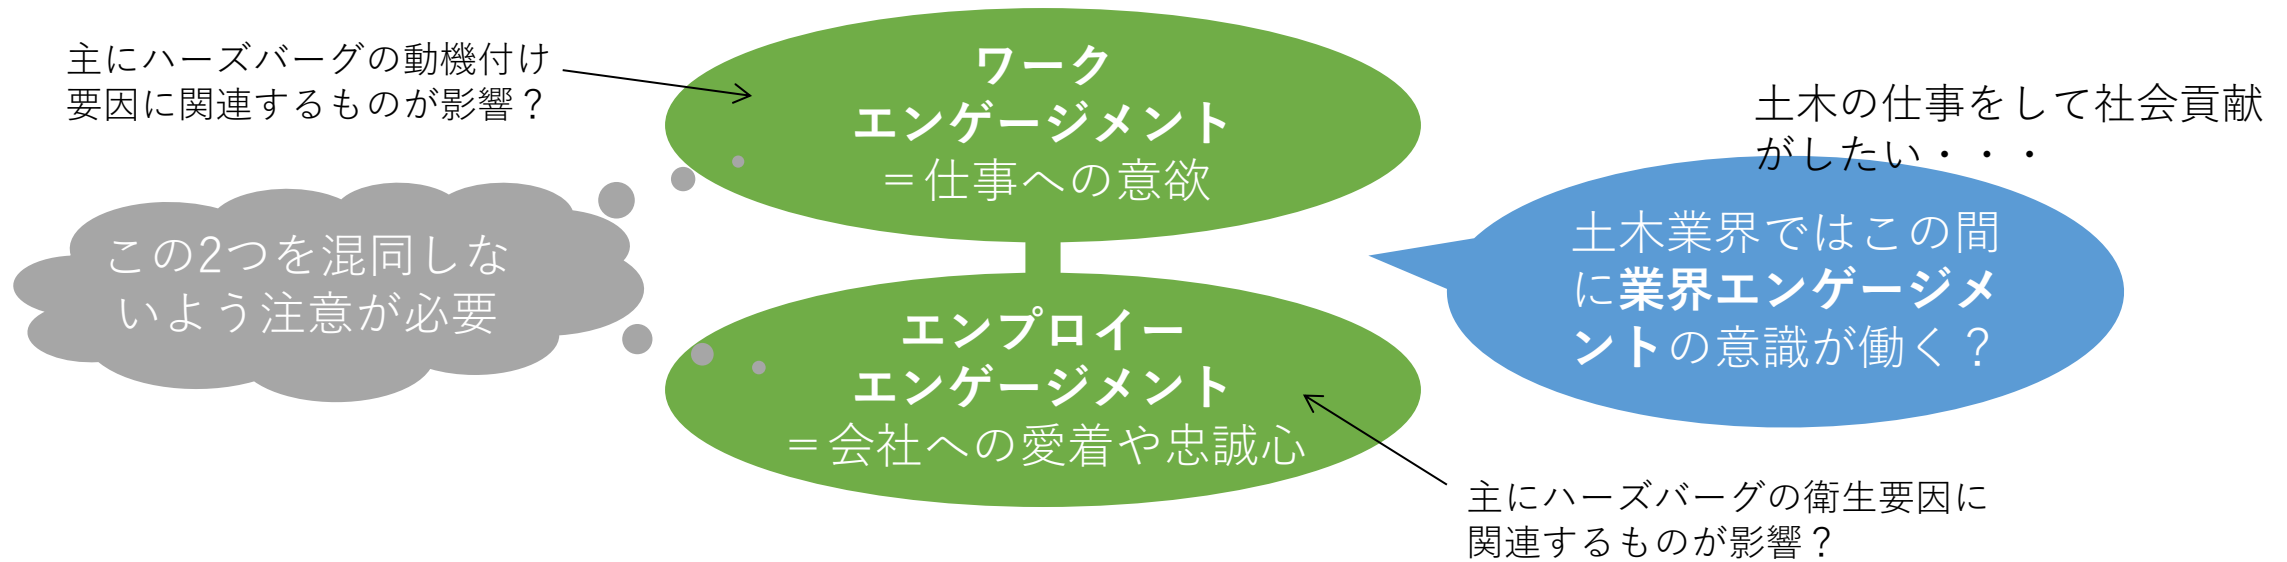 主にハーズバーグの動機付け
要因に関連するものが影響？
ワーク
エンゲージメント
＝仕事への意欲
土木の仕事をして社会貢献
がしたい・・・
この2つを混同しな
いよう注意が必要
土木業界ではこの間
に業界エンゲージメ
ントの意識が働く？
エンプロイー
エンゲージメント
＝会社への愛着や忠誠心
主にハーズバーグの衛生要因に
関連するものが影響？